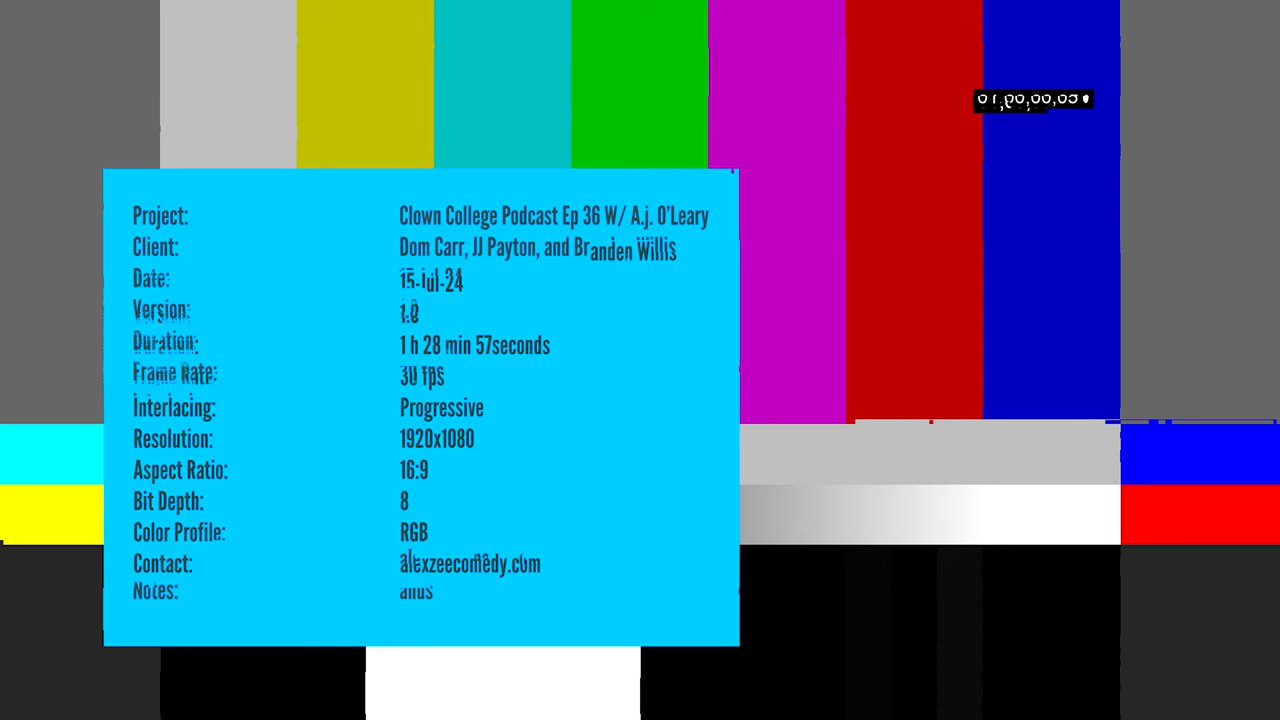 Project: Clown College Podcast Ep 36 W/ A.j. O'Leary
Client: Dom Carr, JJ Payton, and Branden Willis
Date: 15-Jul-24
Version:
Duration: 1 h 28 min 57seconds
Frame Rate: 30 fps
Interlacing: Progressive
Resolution: 1920x1080
Aspect Ratio: 16:9
Bit Depth: 8
Color Profile: RGB
Contact: alexzeecomedy.com
Notes: anus